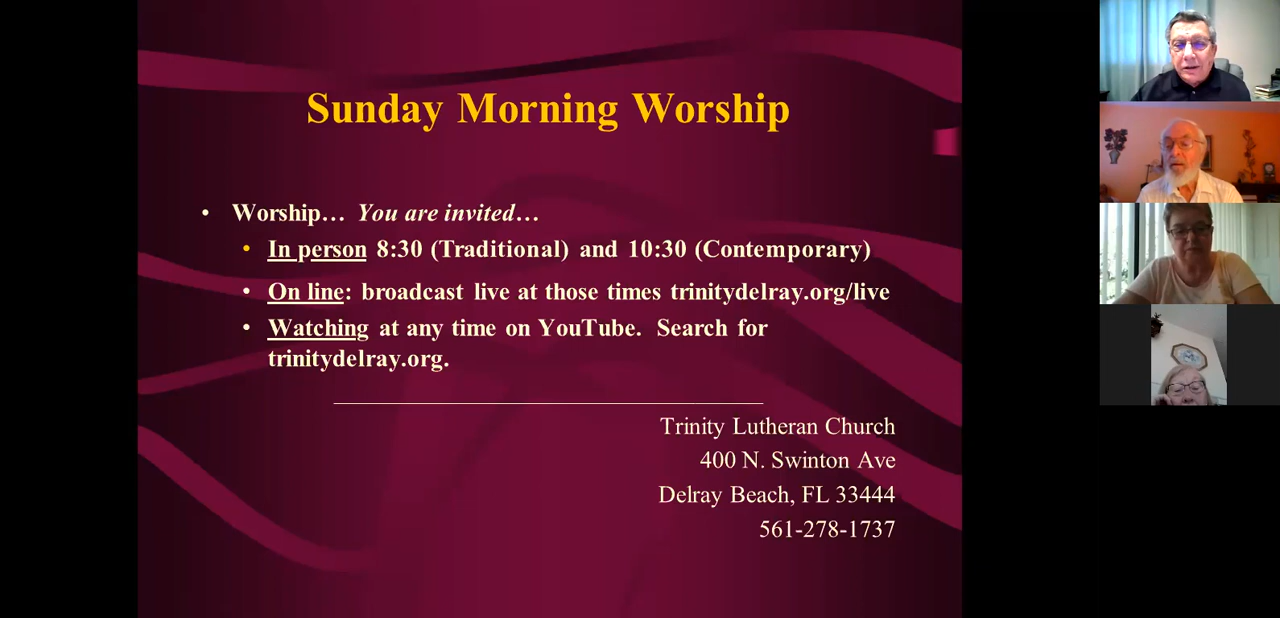 Sunday Morning Worship
• Worship… You are invited…
• In person 8:30 (Traditional) and 10:30 (Contemporary)
• On line: broadcast live at those times trinitydelray.org/live
• Watching at any time on YouTube. Search for
trinitydelray.org.
Trinity Lutheran Church
400 N. Swinton Ave
Delray Beach, FL 33444
561-278-1737